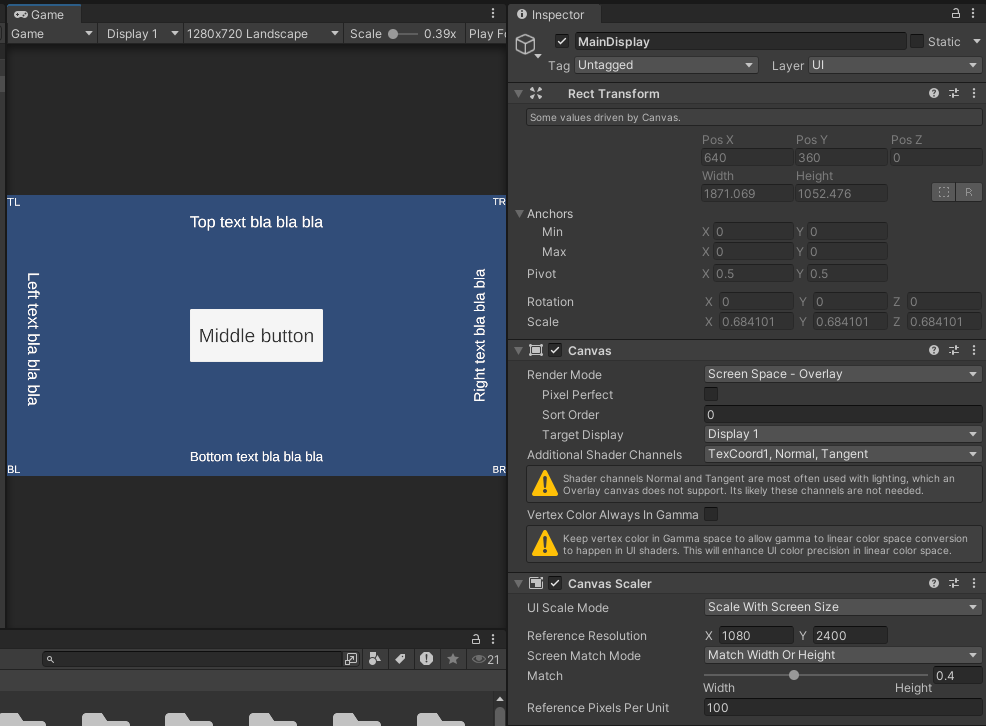 Game
Game
Display 1
1280x720 Landscape
Scale
0.39x
Play Fo
TL
TR
Top text bla bla bla
Left text bla bla bla
Middle button
Right text bla bla bla
Bottom text bla bla bla
BL
BR
21
Inspector
MainDisplay
Static
Tag Untagged
Layer UI
Rect Transform
Some values driven by Canvas.
Pos X Pos Y Pos Z
640 360 0
Width Height
1871.069 1052.476
R
Anchors
Min X 0 Y 0
Max X 0 Y 0
Pivot X 0.5 Y 0.5
Rotation X 0 Y 0 Z 0
Scale X 0.684101 Y 0.684101 Z 0.684101
Canvas
Render Mode Screen Space - Overlay
Pixel Perfect
Sort Order 0
Target Display Display 1
Additional Shader Channels TexCoord1, Normal, Tangent
Shader channels Normal and Tangent are most often used with lighting, which an
Overlay canvas does not support. Its likely these channels are not needed.
Vertex Color Always In Gamma
Keep vertex color in Gamma space to allow gamma to linear color space conversion
to happen in UI shaders. This will enhance UI color precision in linear color space.
Canvas Scaler
UI Scale Mode Scale With Screen Size
Reference Resolution X 1080 Y 2400
Screen Match Mode Match Width Or Height
Match 0.4
Width Height
Reference Pixels Per Unit 100